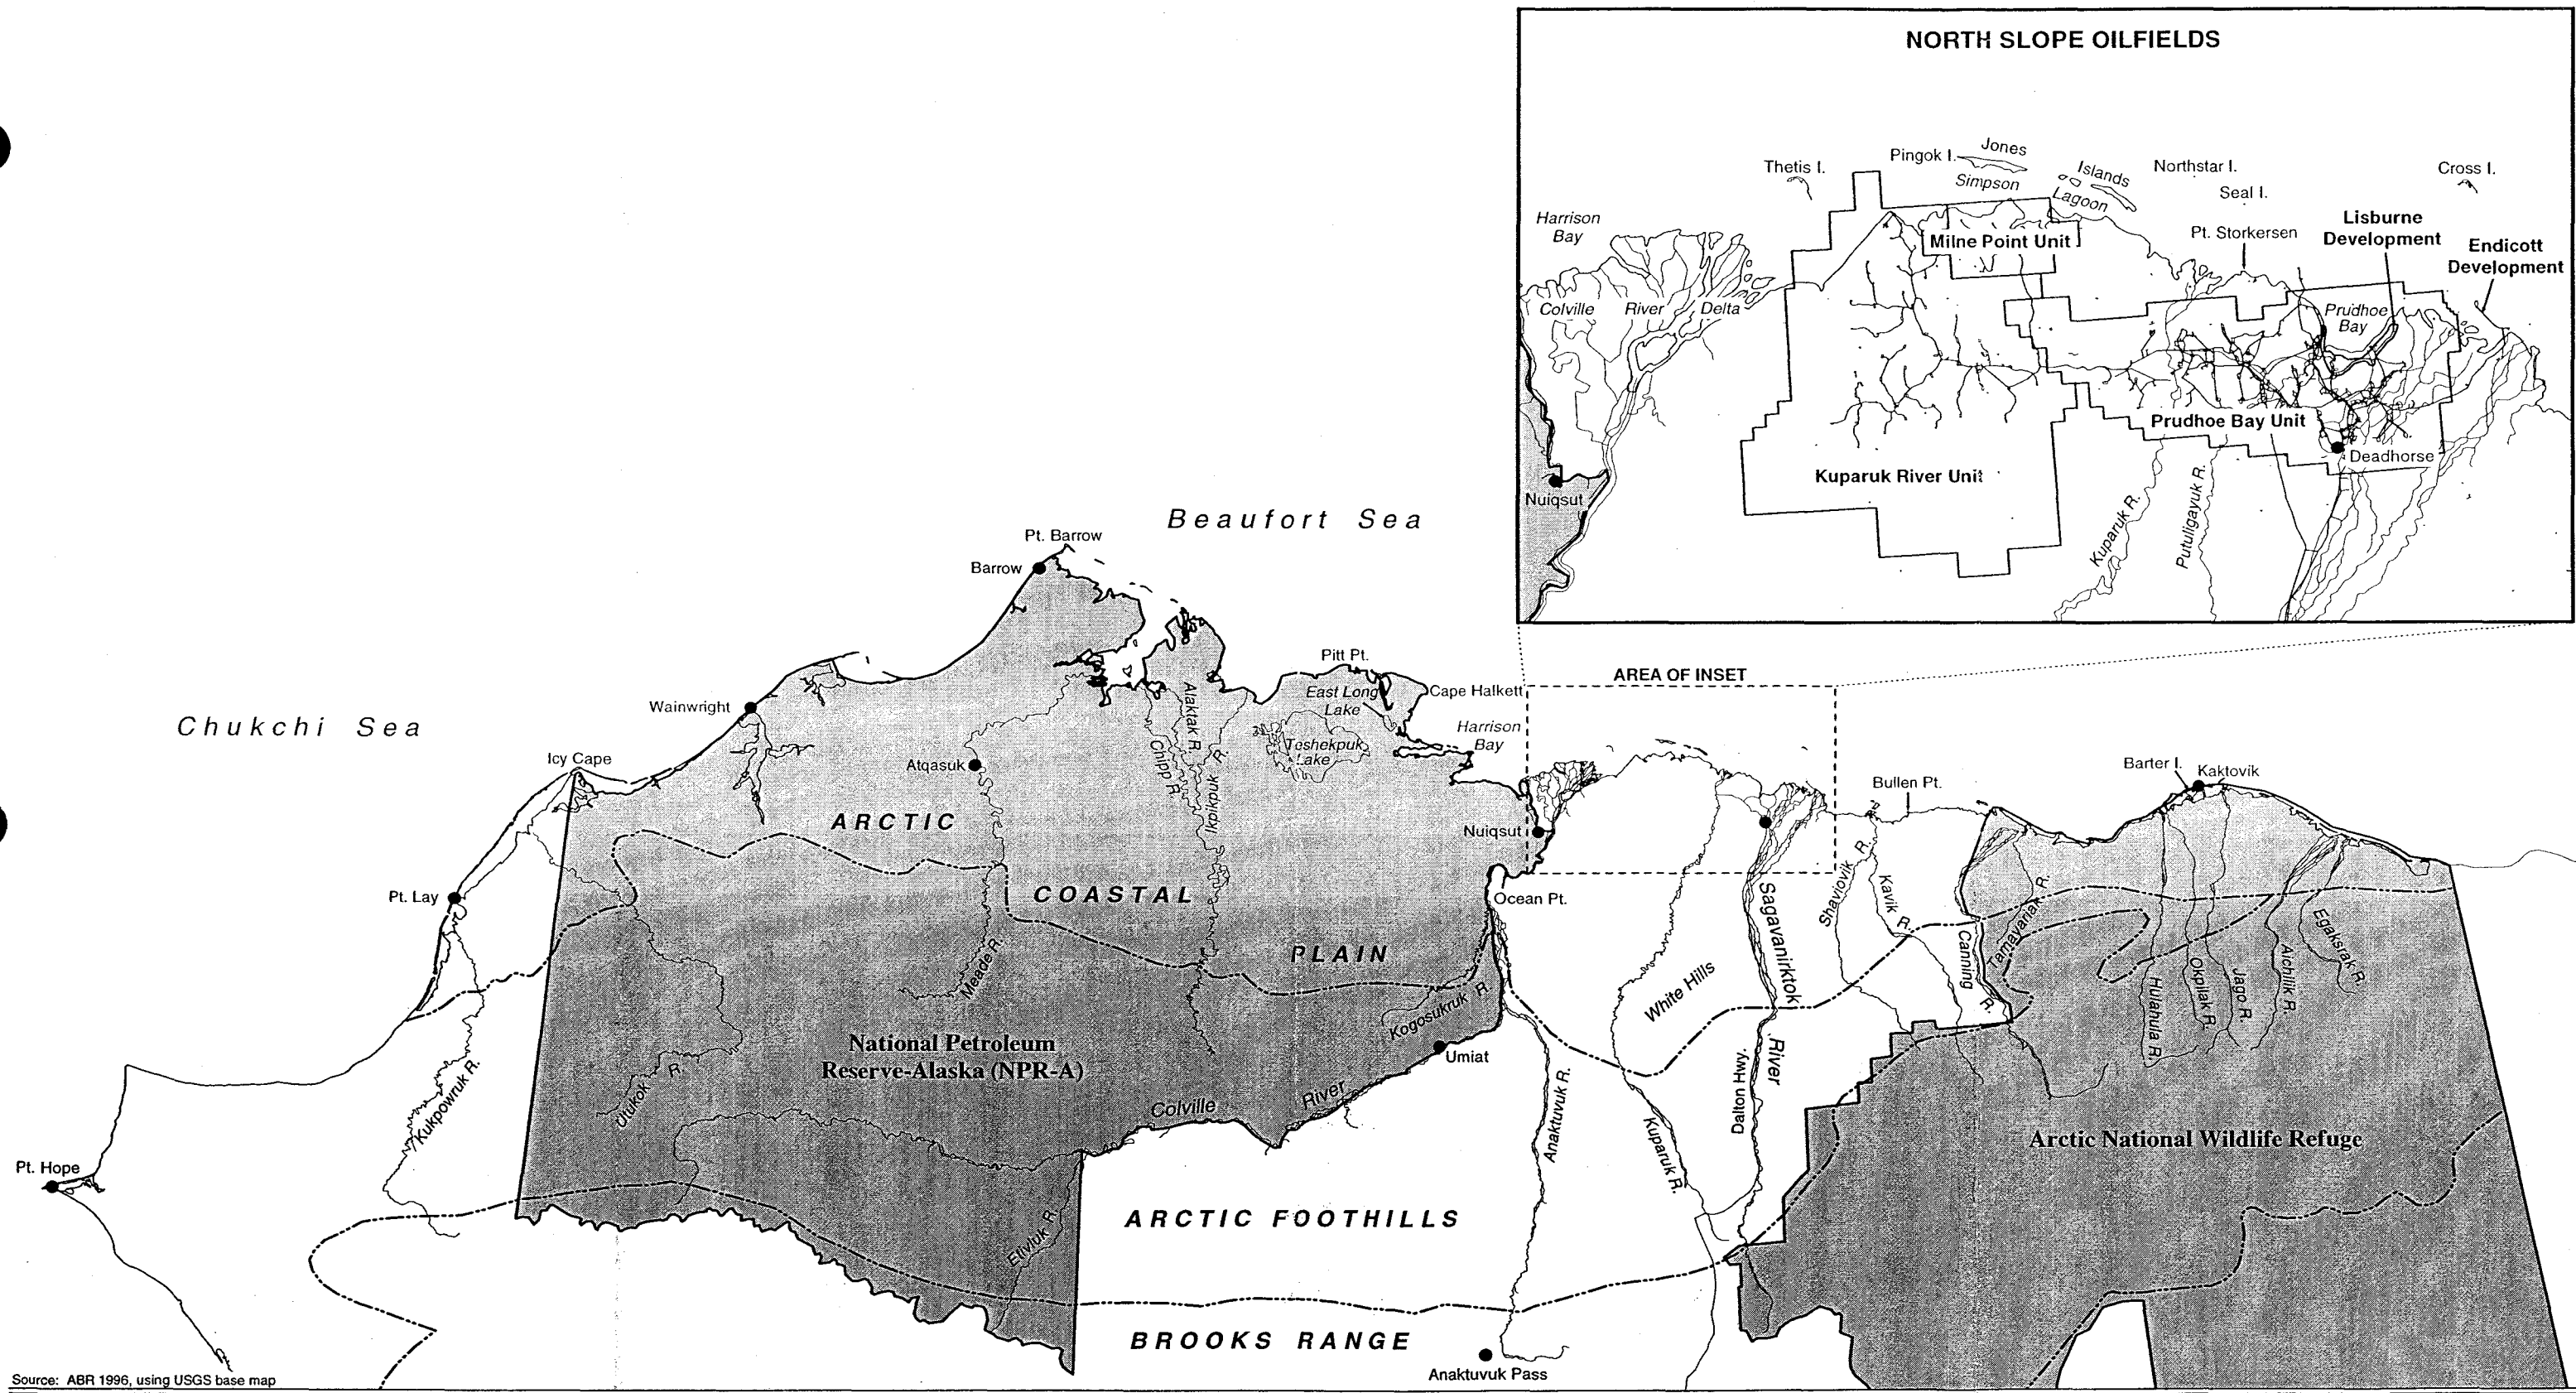 NORTH SLOPE OILFIELDS
Thetis I.
Pingok I.
Jones
Islands
Simpson
Lagoon
Northstar I.
Seal I.
Cross I.
Harrison
Bay
Milne Point Unit
Pt. Storkersen
Lisburne
Development
Endicott
Development
Colville River Delta
Prudhoe
Bay
Prudhoe Bay Unit
Deadhorse
Kuparuk River Unit
Nuiqsut
Kuparuk R.
Putuligayuk R.
Beaufort Sea
Pt. Barrow
Barrow
Chukchi Sea
Wainwright
Icy Cape
Atqasuk
Alaktak R.
Chipp R.
Ikpikpuk R.
Pitt Pt.
East Long
Lake
Cape Halkett
Teshekpuk
Lake
Harrison
Bay
AREA OF INSET
Nuiqsut
Bullen Pt.
Barter I.
Kaktovik
ARCTIC
COASTAL
PLAIN
Pt. Lay
Ocean Pt.
Meade R.
Kogosukruk R.
White Hills
Sagavanirktok
River
Shaviovik R.
Kavik R.
Canning R.
Tamayariak R.
Hulahula R.
Okpilak R.
Jago R.
Aichilik R.
Egaksrak R.
National Petroleum
Reserve-Alaska (NPR-A)
Umiat
Kukpowruk R.
Utukok R.
Colville River
Anaktuvuk R.
Kuparuk R.
Dalton Hwy.
Arctic National Wildlife Refuge
Pt. Hope
Etivluk R.
ARCTIC FOOTHILLS
BROOKS RANGE
Anaktuvuk Pass
Source: ABR 1996, using USGS base map